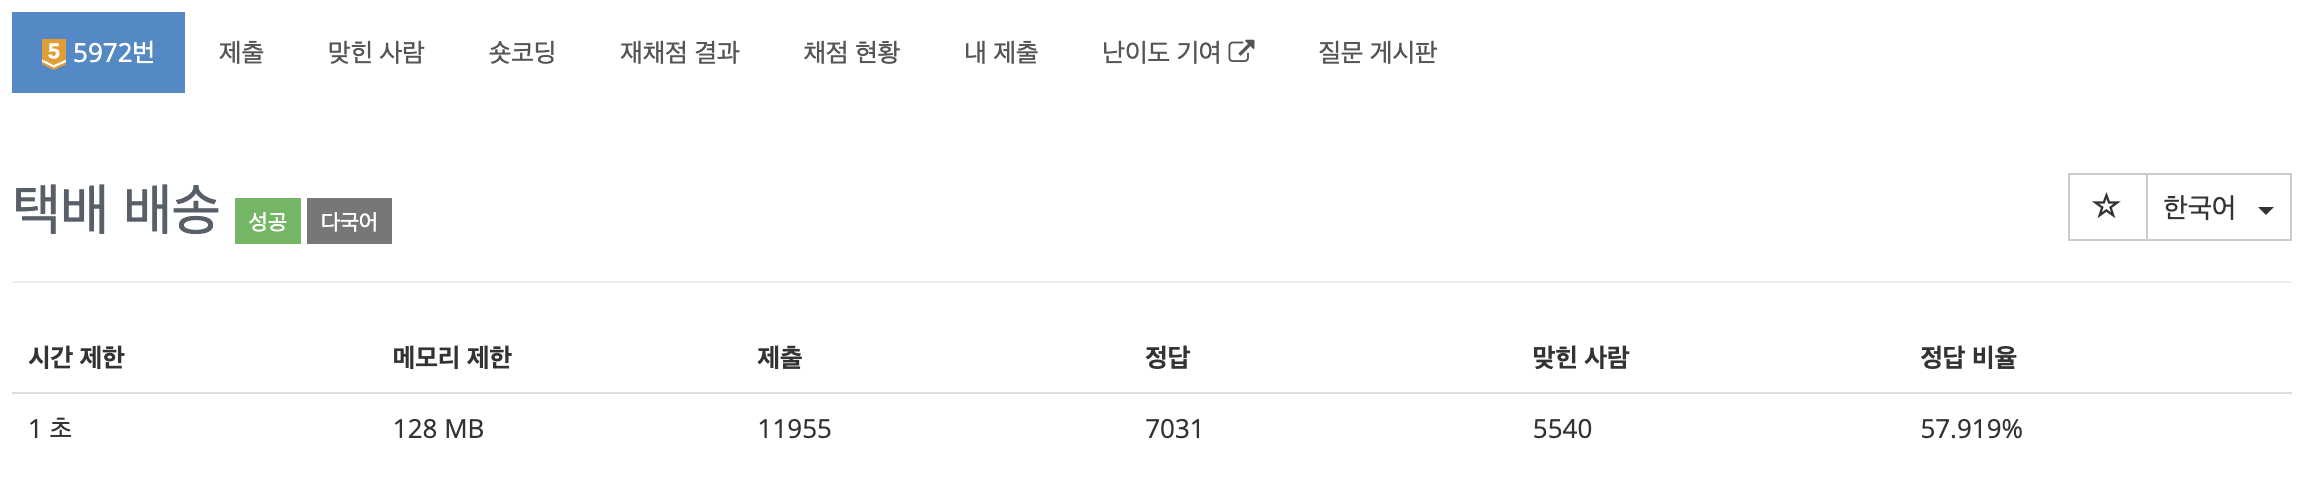 5 5972번 제출 맞힌 사람 숏코딩 재채점 결과 채점 현황 내 제출 난이도 기여 질문 게시판
택배 배송 성공 다국어 한국어
시간 제한 메모리 제한 제출 정답 맞힌 사람 정답 비율
1 초 128 MB 11955 7031 5540 57.919%